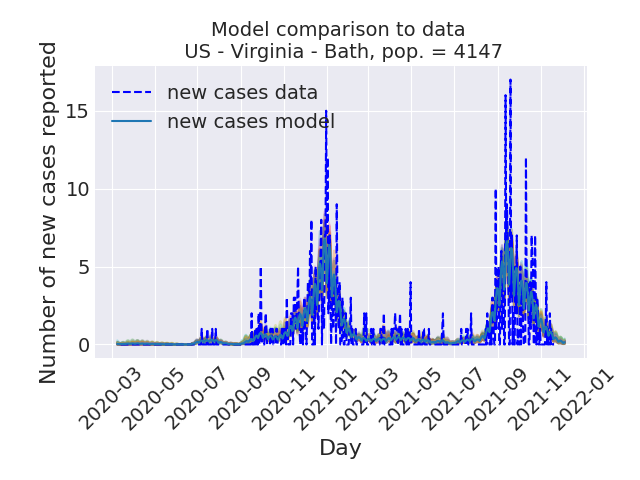 Model comparison to data
US - Virginia - Bath, pop. = 4147
Number of new cases reported
15
10
5
0
new cases data
new cases model
2020-03
2020-05
2020-07
2020-09
2020-11
2021-01
2021-03
2021-05
2021-07
2021-09
2021-11
2022-01
Day